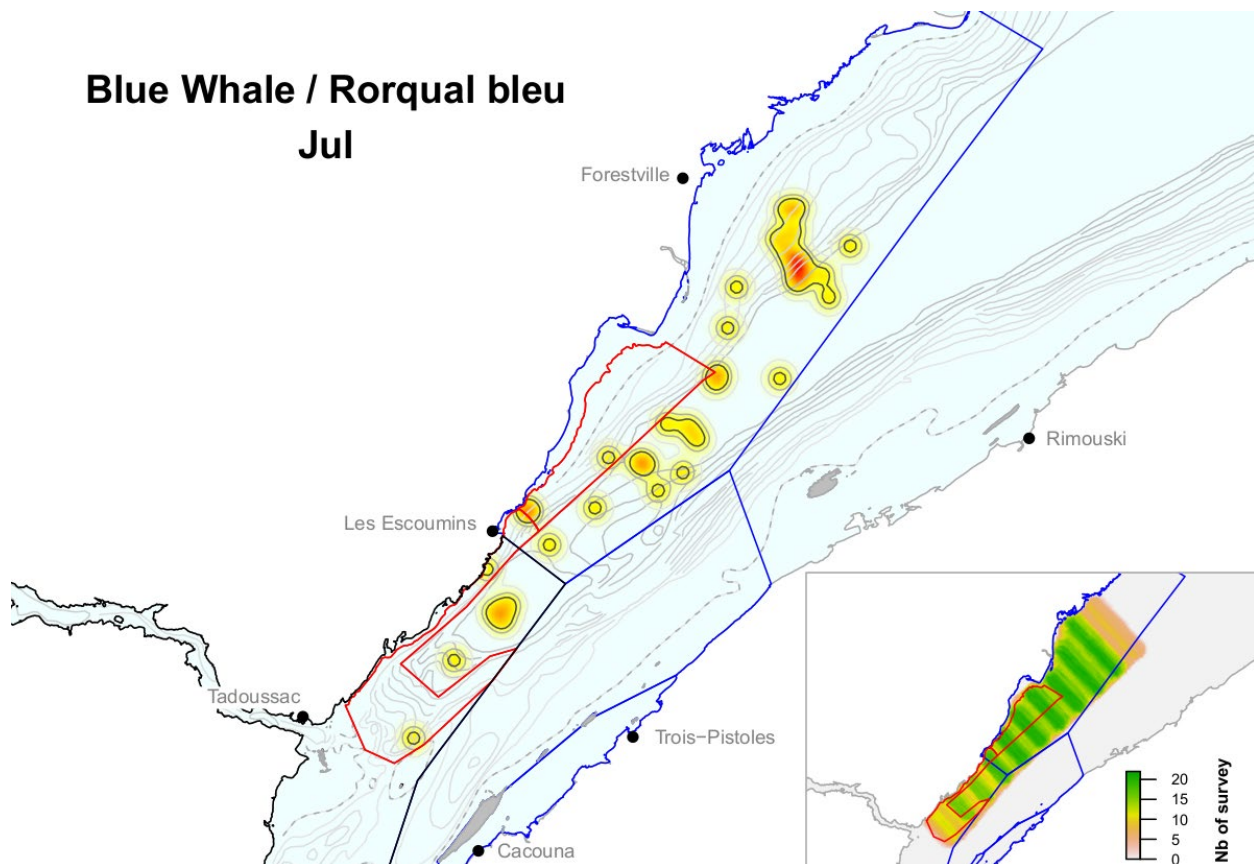 Blue Whale / Rorqual bleu
Jul
Forestville
Rimouski
Les Escoumins
Tadoussac
Trois−Pistoles
Cacouna
20
15
10
5
0
Nb of survey